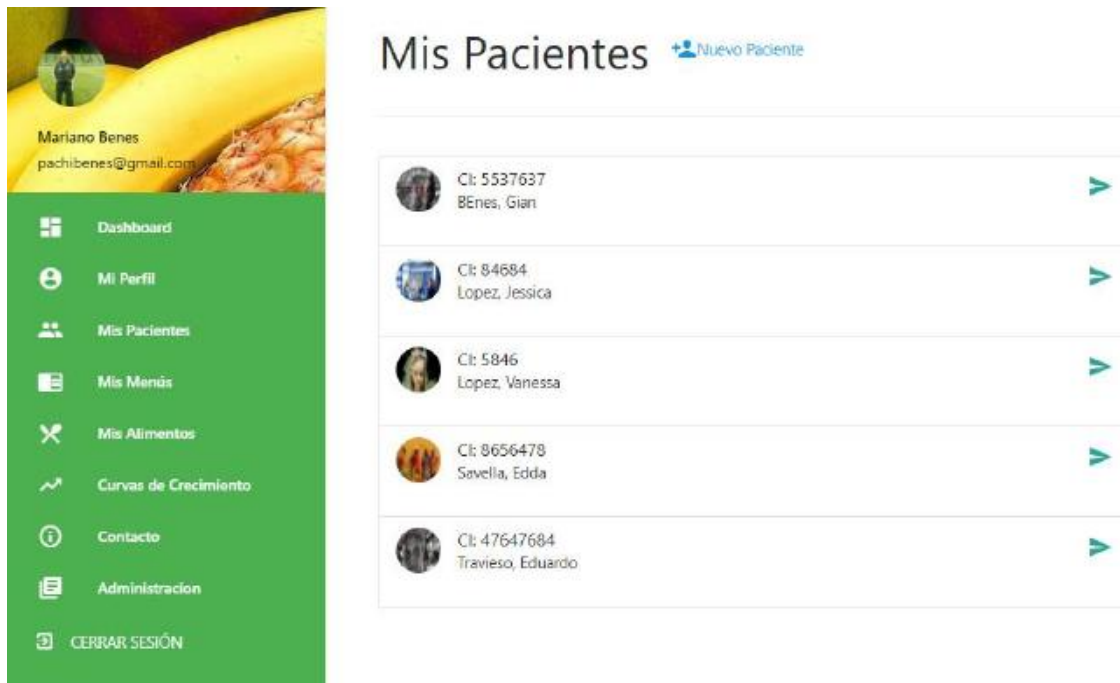 Mariano Benes
pachibenes@gmail.com
Dashboard
Mi Perfil
Mis Pacientes
Mis Menús
Mis Alimentos
Curvas de Crecimiento
Contacto
Administracion
CERRAR SESIÓN
Mis Pacientes
Nuevo Paciente
CI: 5537637
BEnes, Gian
CI: 84684
Lopez, Jessica
CI: 5846
Lopez, Vanessa
CI: 8656478
Savella, Edda
CI: 47647684
Travieso, Eduardo